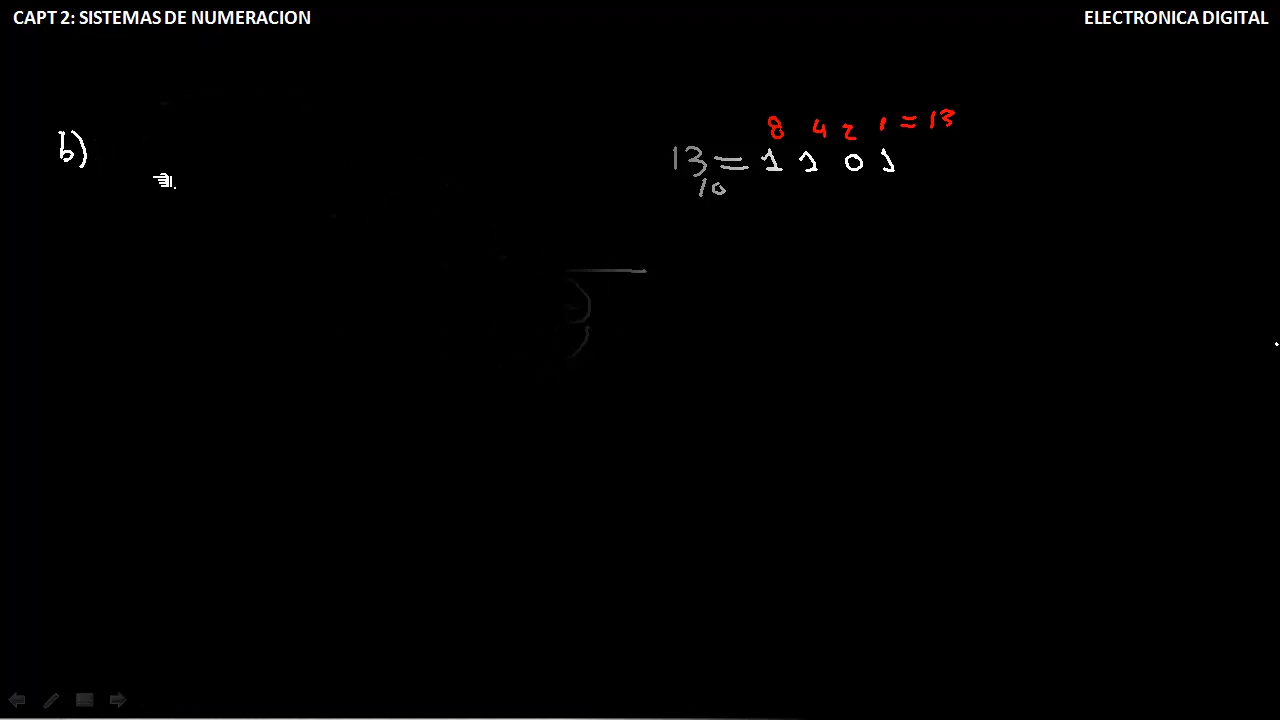 CAPT 2: SISTEMAS DE NUMERACION
ELECTRONICA DIGITAL
8 4 2 1 = 13
b)
13/10 = 1 1 0 1